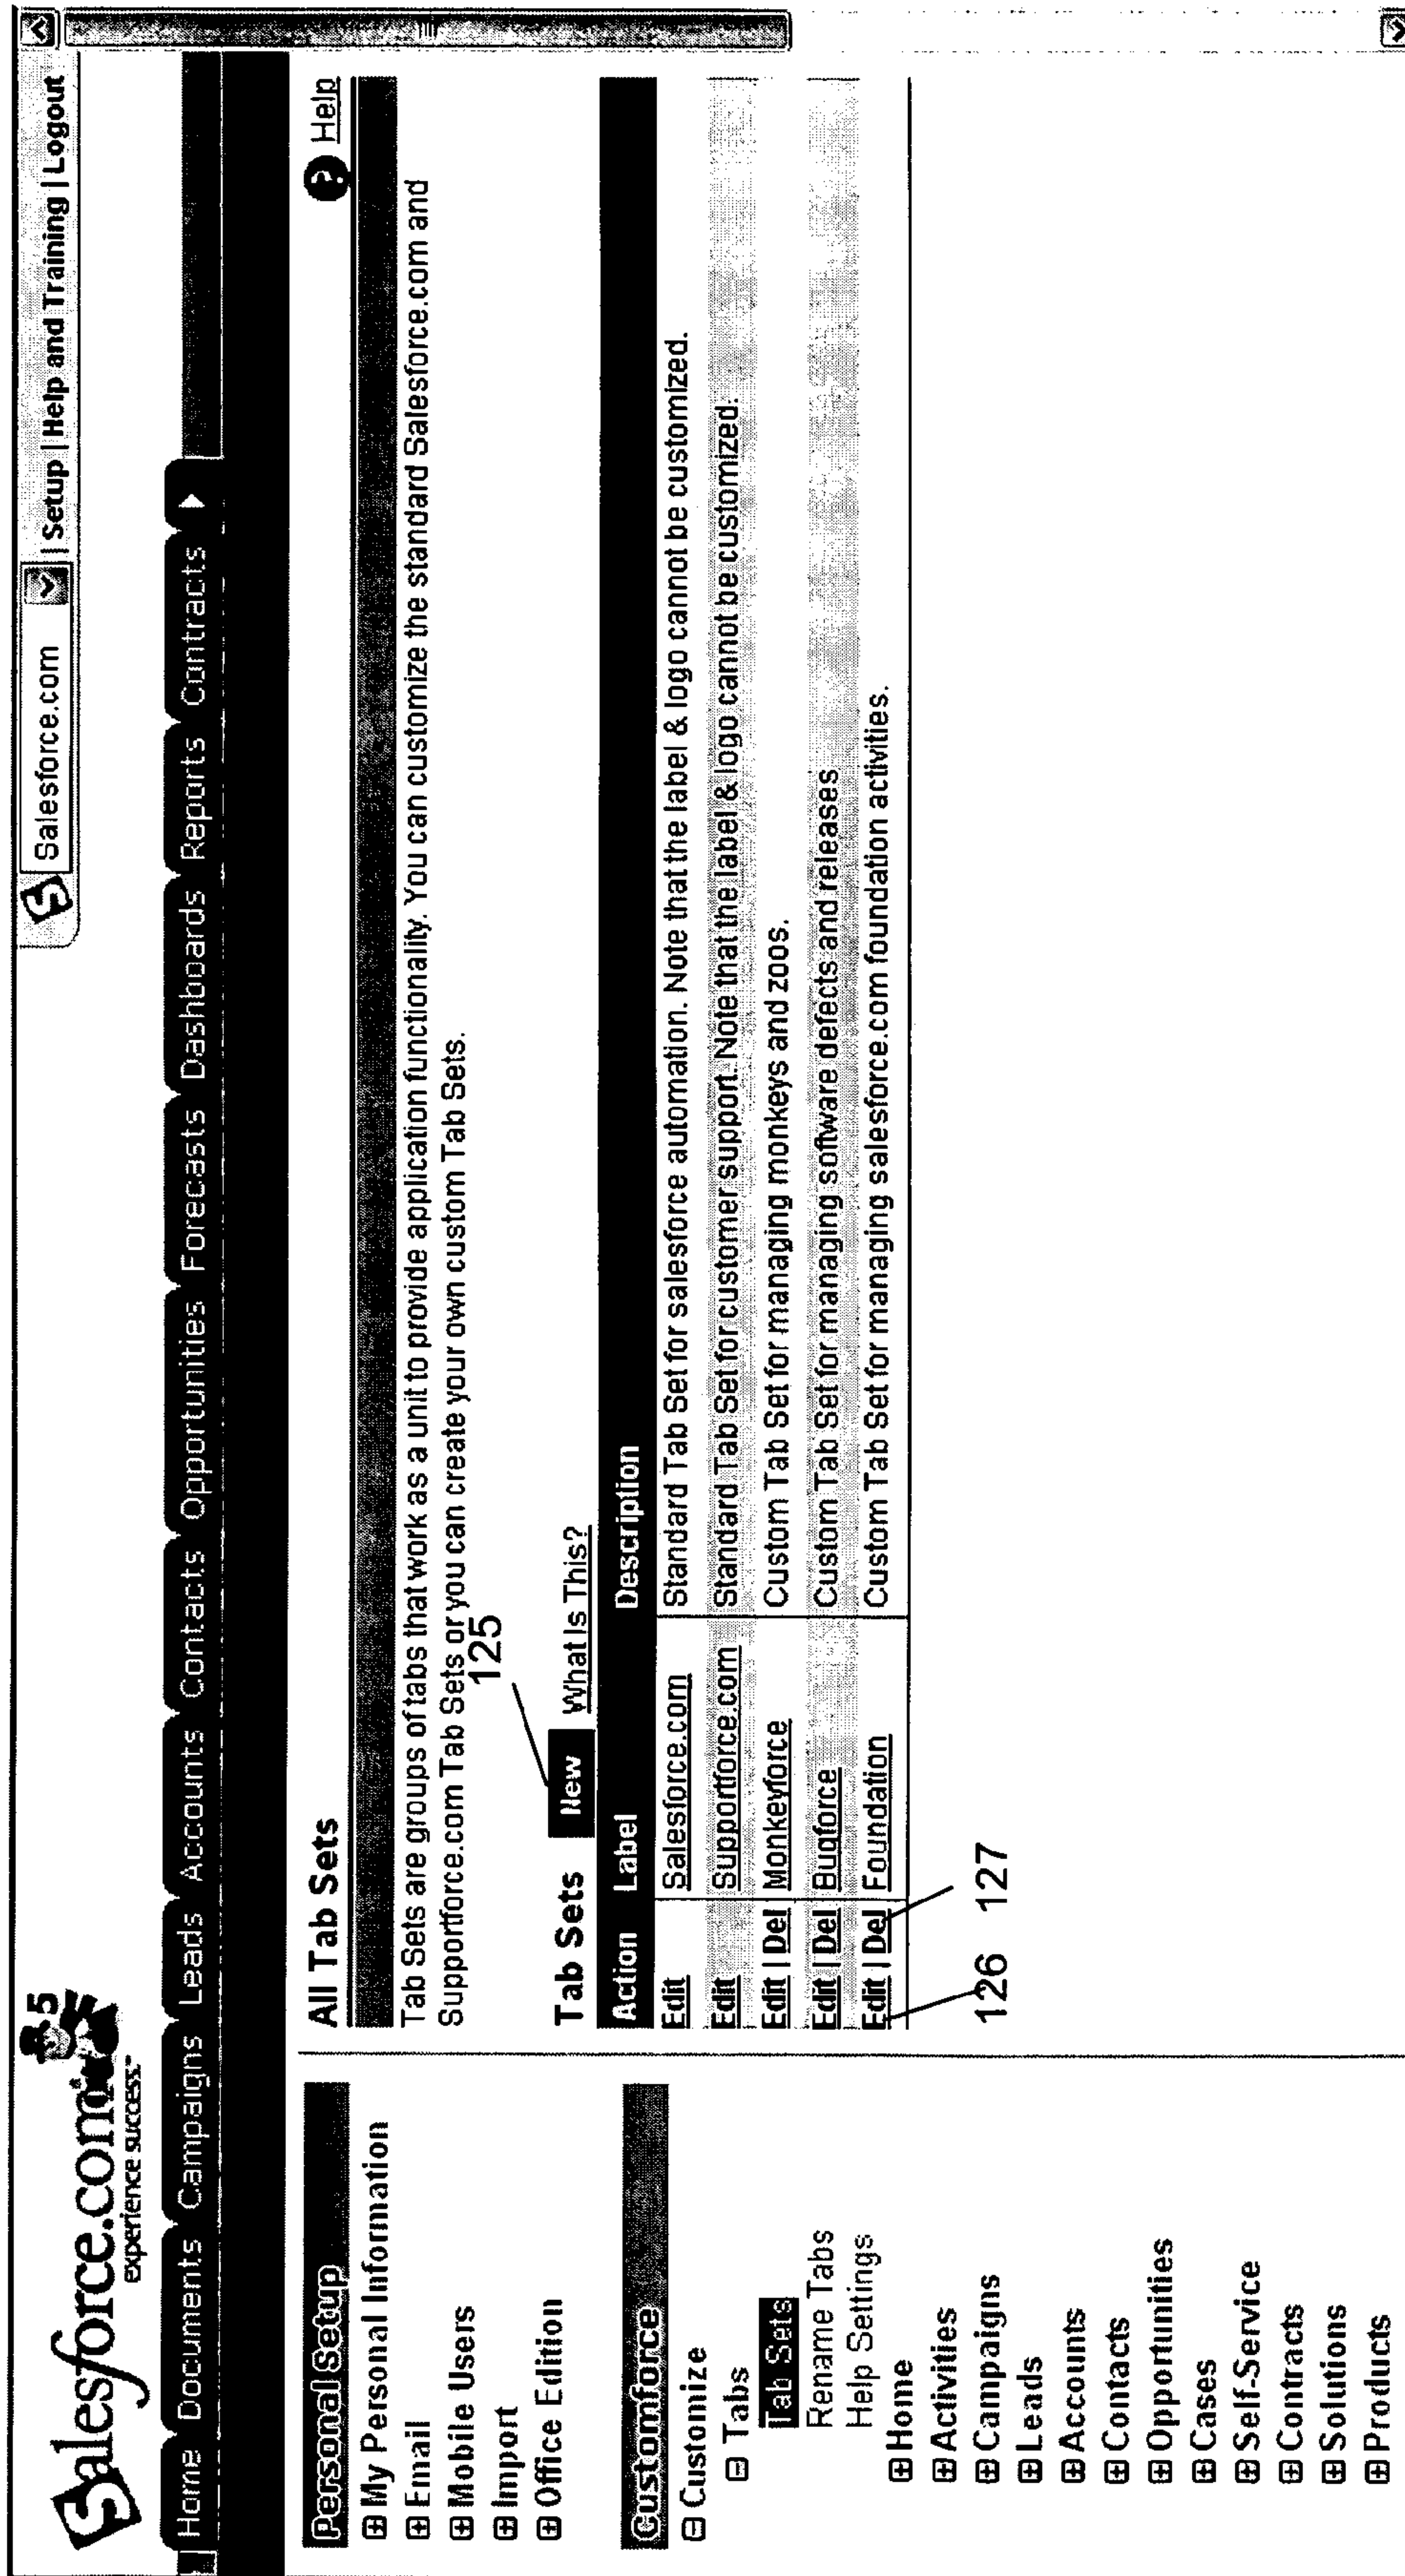 Salesforce.com | Setup | Help and Training | Logout
salesforce.com 5
experience success.™
Home Documents Campaigns Leads Accounts Contacts Opportunities Forecasts Dashboards Reports Contracts
Personal Setup
My Personal Information
Email
Mobile Users
Import
Office Edition
Customforce
Customize
Tabs
Tab Sets
Rename Tabs
Help Settings
Home
Activities
Campaigns
Leads
Accounts
Contacts
Opportunities
Cases
Self-Service
Contracts
Solutions
Products
All Tab Sets
? Help
Tab Sets are groups of tabs that work as a unit to provide application functionality. You can customize the standard Salesforce.com and
Supportforce.com Tab Sets or you can create your own custom Tab Sets.
125
Tab Sets New What Is This?
Action Label Description
Edit Salesforce.com Standard Tab Set for salesforce automation. Note that the label & logo cannot be customized.
Edit Supportforce.com Standard Tab Set for customer support. Note that the label & logo cannot be customized.
Edit | Del Monkeyforce Custom Tab Set for managing monkeys and zoos.
Edit | Del Bugforce Custom Tab Set for managing software defects and releases
Edit | Del Foundation Custom Tab Set for managing salesforce.com foundation activities.
126 127